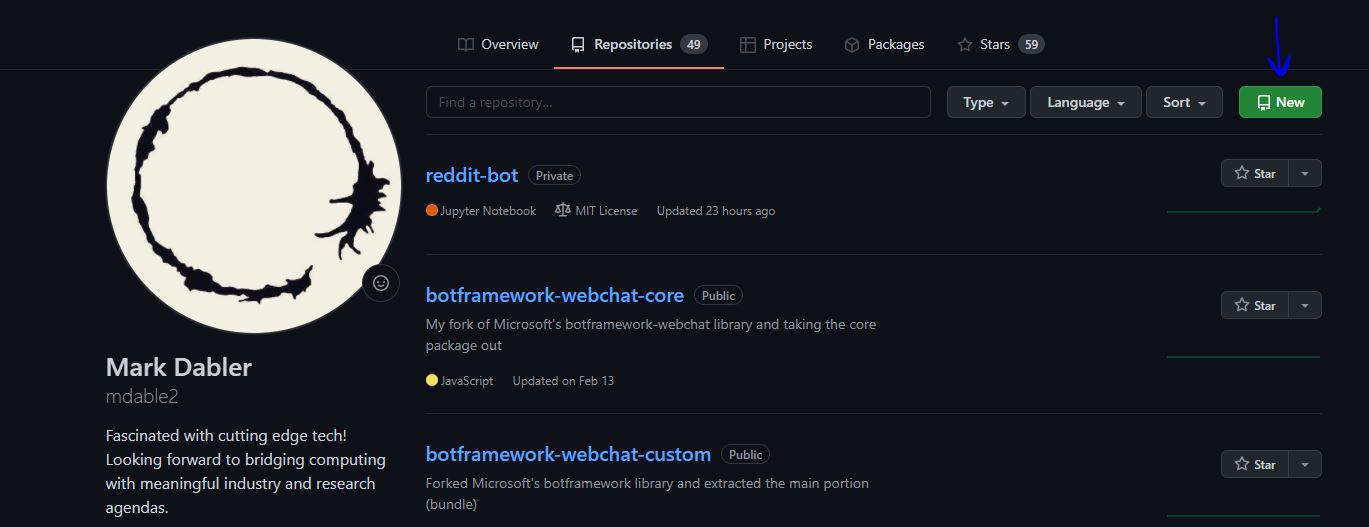 Overview
Repositories 49
Projects
Packages
Stars 59
Find a repository...
Type
Language
Sort
New
reddit-bot Private
Star
Jupyter Notebook MIT License Updated 23 hours ago
botframework-webchat-core Public
Star
My fork of Microsoft's botframework-webchat library and taking the core
package out
JavaScript Updated on Feb 13
botframework-webchat-custom Public
Star
Forked Microsoft's botframework library and extracted the main portion
(bundle)
Mark Dabler
mdable2
Fascinated with cutting edge tech!
Looking forward to bridging computing
with meaningful industry and research
agendas.